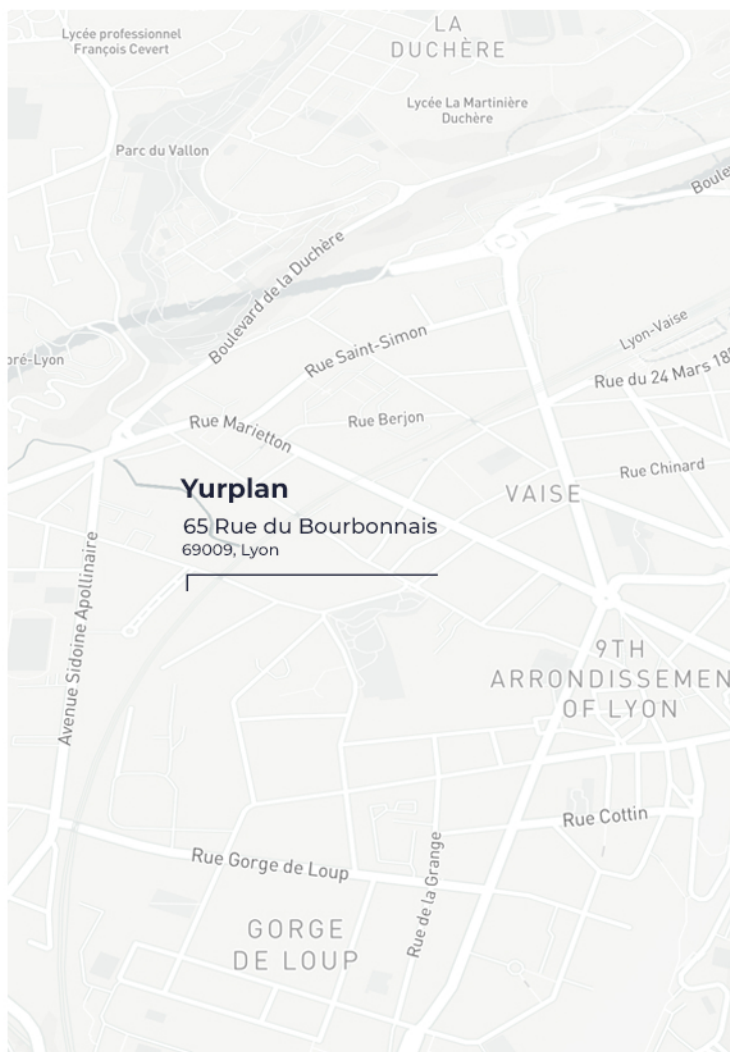 LA
DUCHÈRE
Lycée professionnel
François Cevert
Lycée La Martinière
Duchère
Parc du Vallon
Boulevard de la Duchère
Lyon-Vaise
Rue Saint-Simon
Rue du 24 Mars
Rue Marietton
Rue Berjon
Rue Chinard
VAISE
Yurplan
65 Rue du Bourbonnais
69009, Lyon
Avenue Sidoine Apollinaire
9TH
ARRONDISSEMEN
OF LYON
Rue Cottin
Rue Gorge de Loup
Rue de la Grange
GORGE
DE LOUP